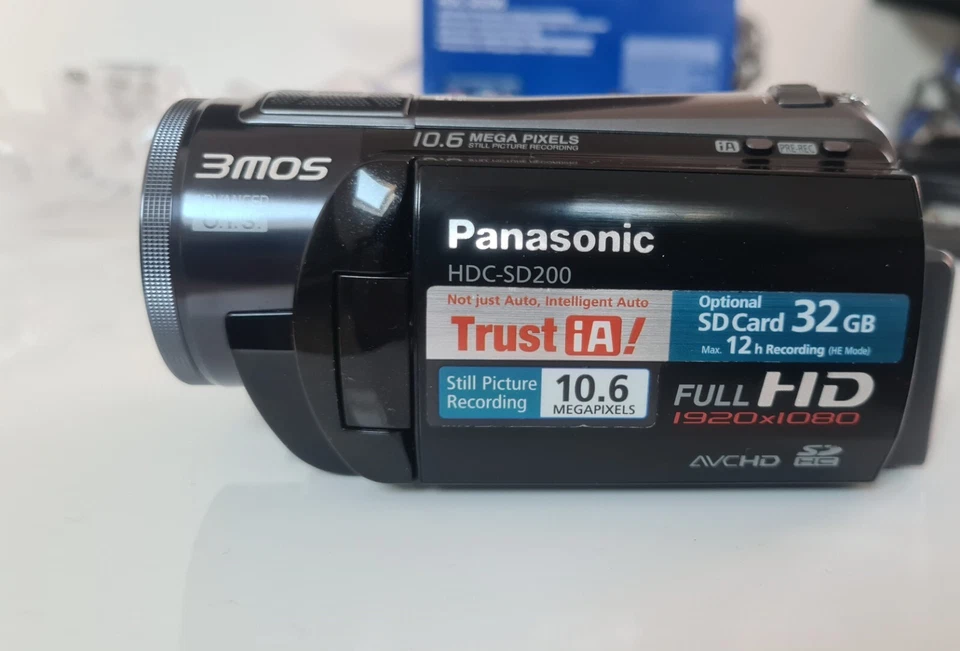 10.6 MEGA PIXELS
STILL PICTURE RECORDING
iA
PRE-REC
3MOS
ADVANCED
O.I.S.
Panasonic
HDC-SD200
Not just Auto, Intelligent Auto
Trust iA!
Optional
SD Card 32 GB
Max. 12 h Recording (HE Mode)
Still Picture
Recording
10.6
MEGAPIXELS
FULL HD
1920x1080
AVCHD
SD
HC